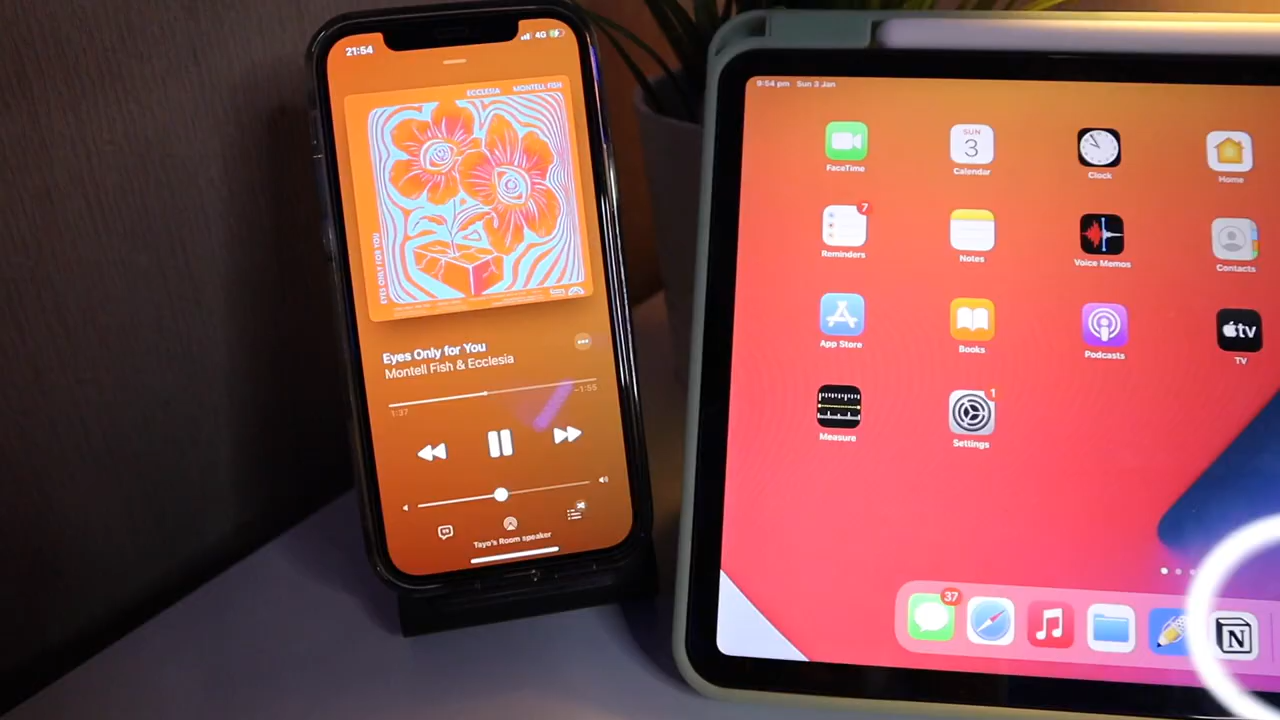 21:54
4G
ECCLESIA MONTELL FISH
EYES ONLY FOR YOU
Eyes Only for You
Montell Fish & Ecclesia
1:37
-1:55
Tayo's Room speaker
9:54 pm Sun 3 Jan
FaceTime
SUN
3
Calendar
Clock
Home
7
Reminders
Notes
Voice Memos
Contacts
App Store
Books
Podcasts
tv
TV
Measure
1
Settings
37
N